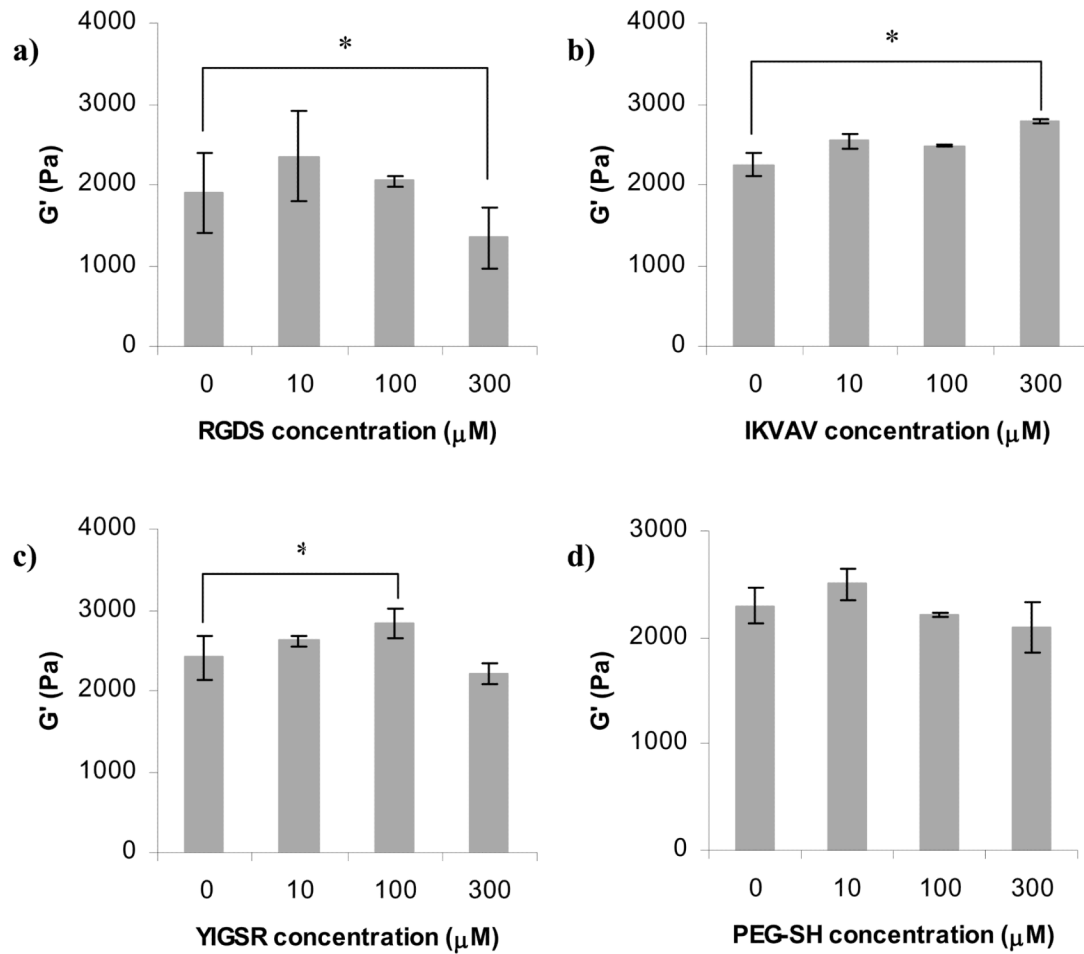 a)
4000
3000
2000
1000
0
G' (Pa)
*
0 10 100 300
RGDS concentration (μM)
b)
4000
3000
2000
1000
0
G' (Pa)
*
0 10 100 300
IKVAV concentration (μM)
c)
4000
3000
2000
1000
0
G' (Pa)
*
0 10 100 300
YIGSR concentration (μM)
d)
3000
2000
1000
0
G' (Pa)
0 10 100 300
PEG-SH concentration (μM)